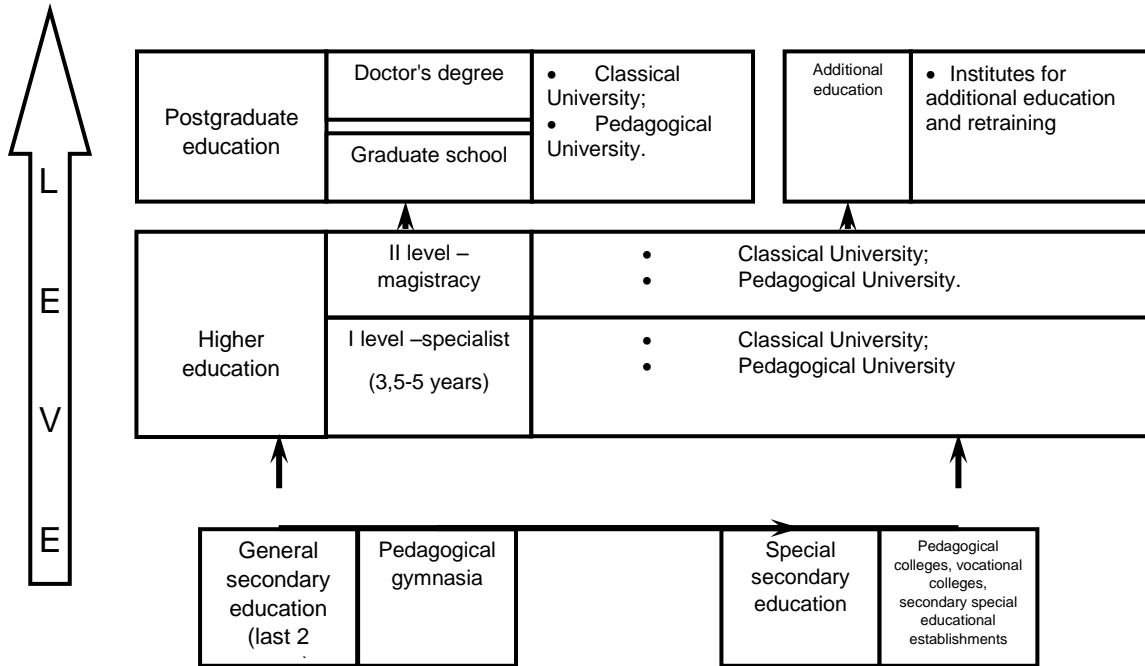 L
E
V
E
Postgraduate
education
Doctor's degree
Graduate school
• Classical
University;
• Pedagogical
University.
Additional
education
• Institutes for
additional education
and retraining
Higher
education
II level –
magistracy
• Classical University;
• Pedagogical University.
I level –specialist
(3,5-5 years)
• Classical University;
• Pedagogical University
General
secondary
education
(last 2
Pedagogical
gymnasia
Special
secondary
education
Pedagogical
colleges, vocational
colleges,
secondary special
educational
establishments